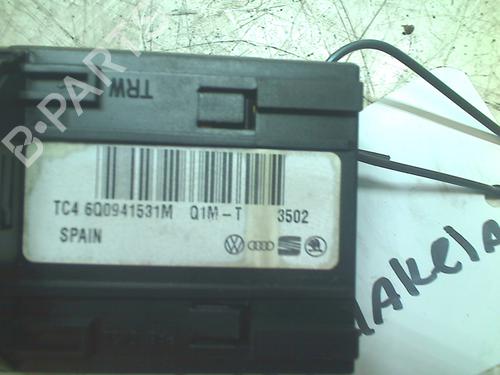 B-PARTS
TRW
TC4 6Q0941531M Q1M-T 3502
SPAIN